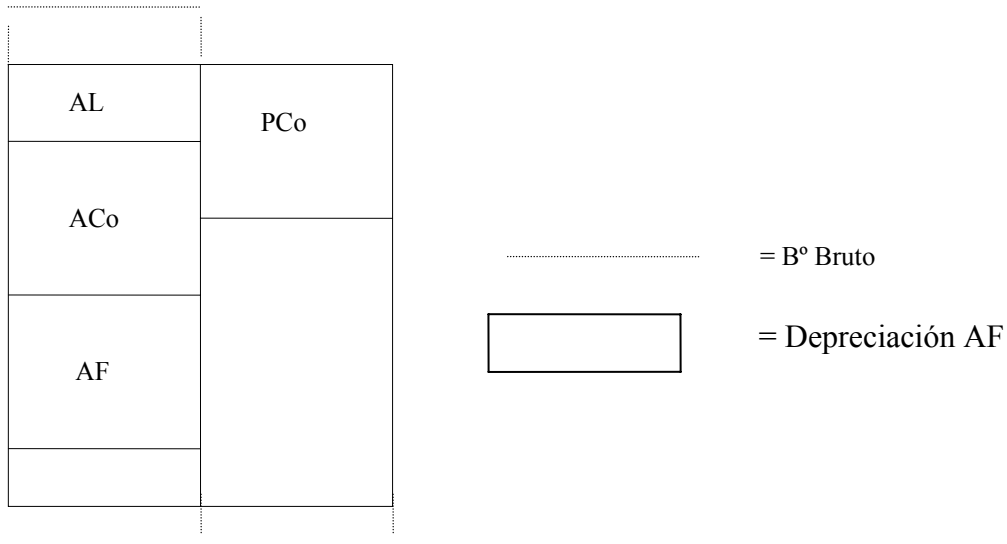 AL
PCo
ACo
= Bº Bruto
= Depreciación AF
AF